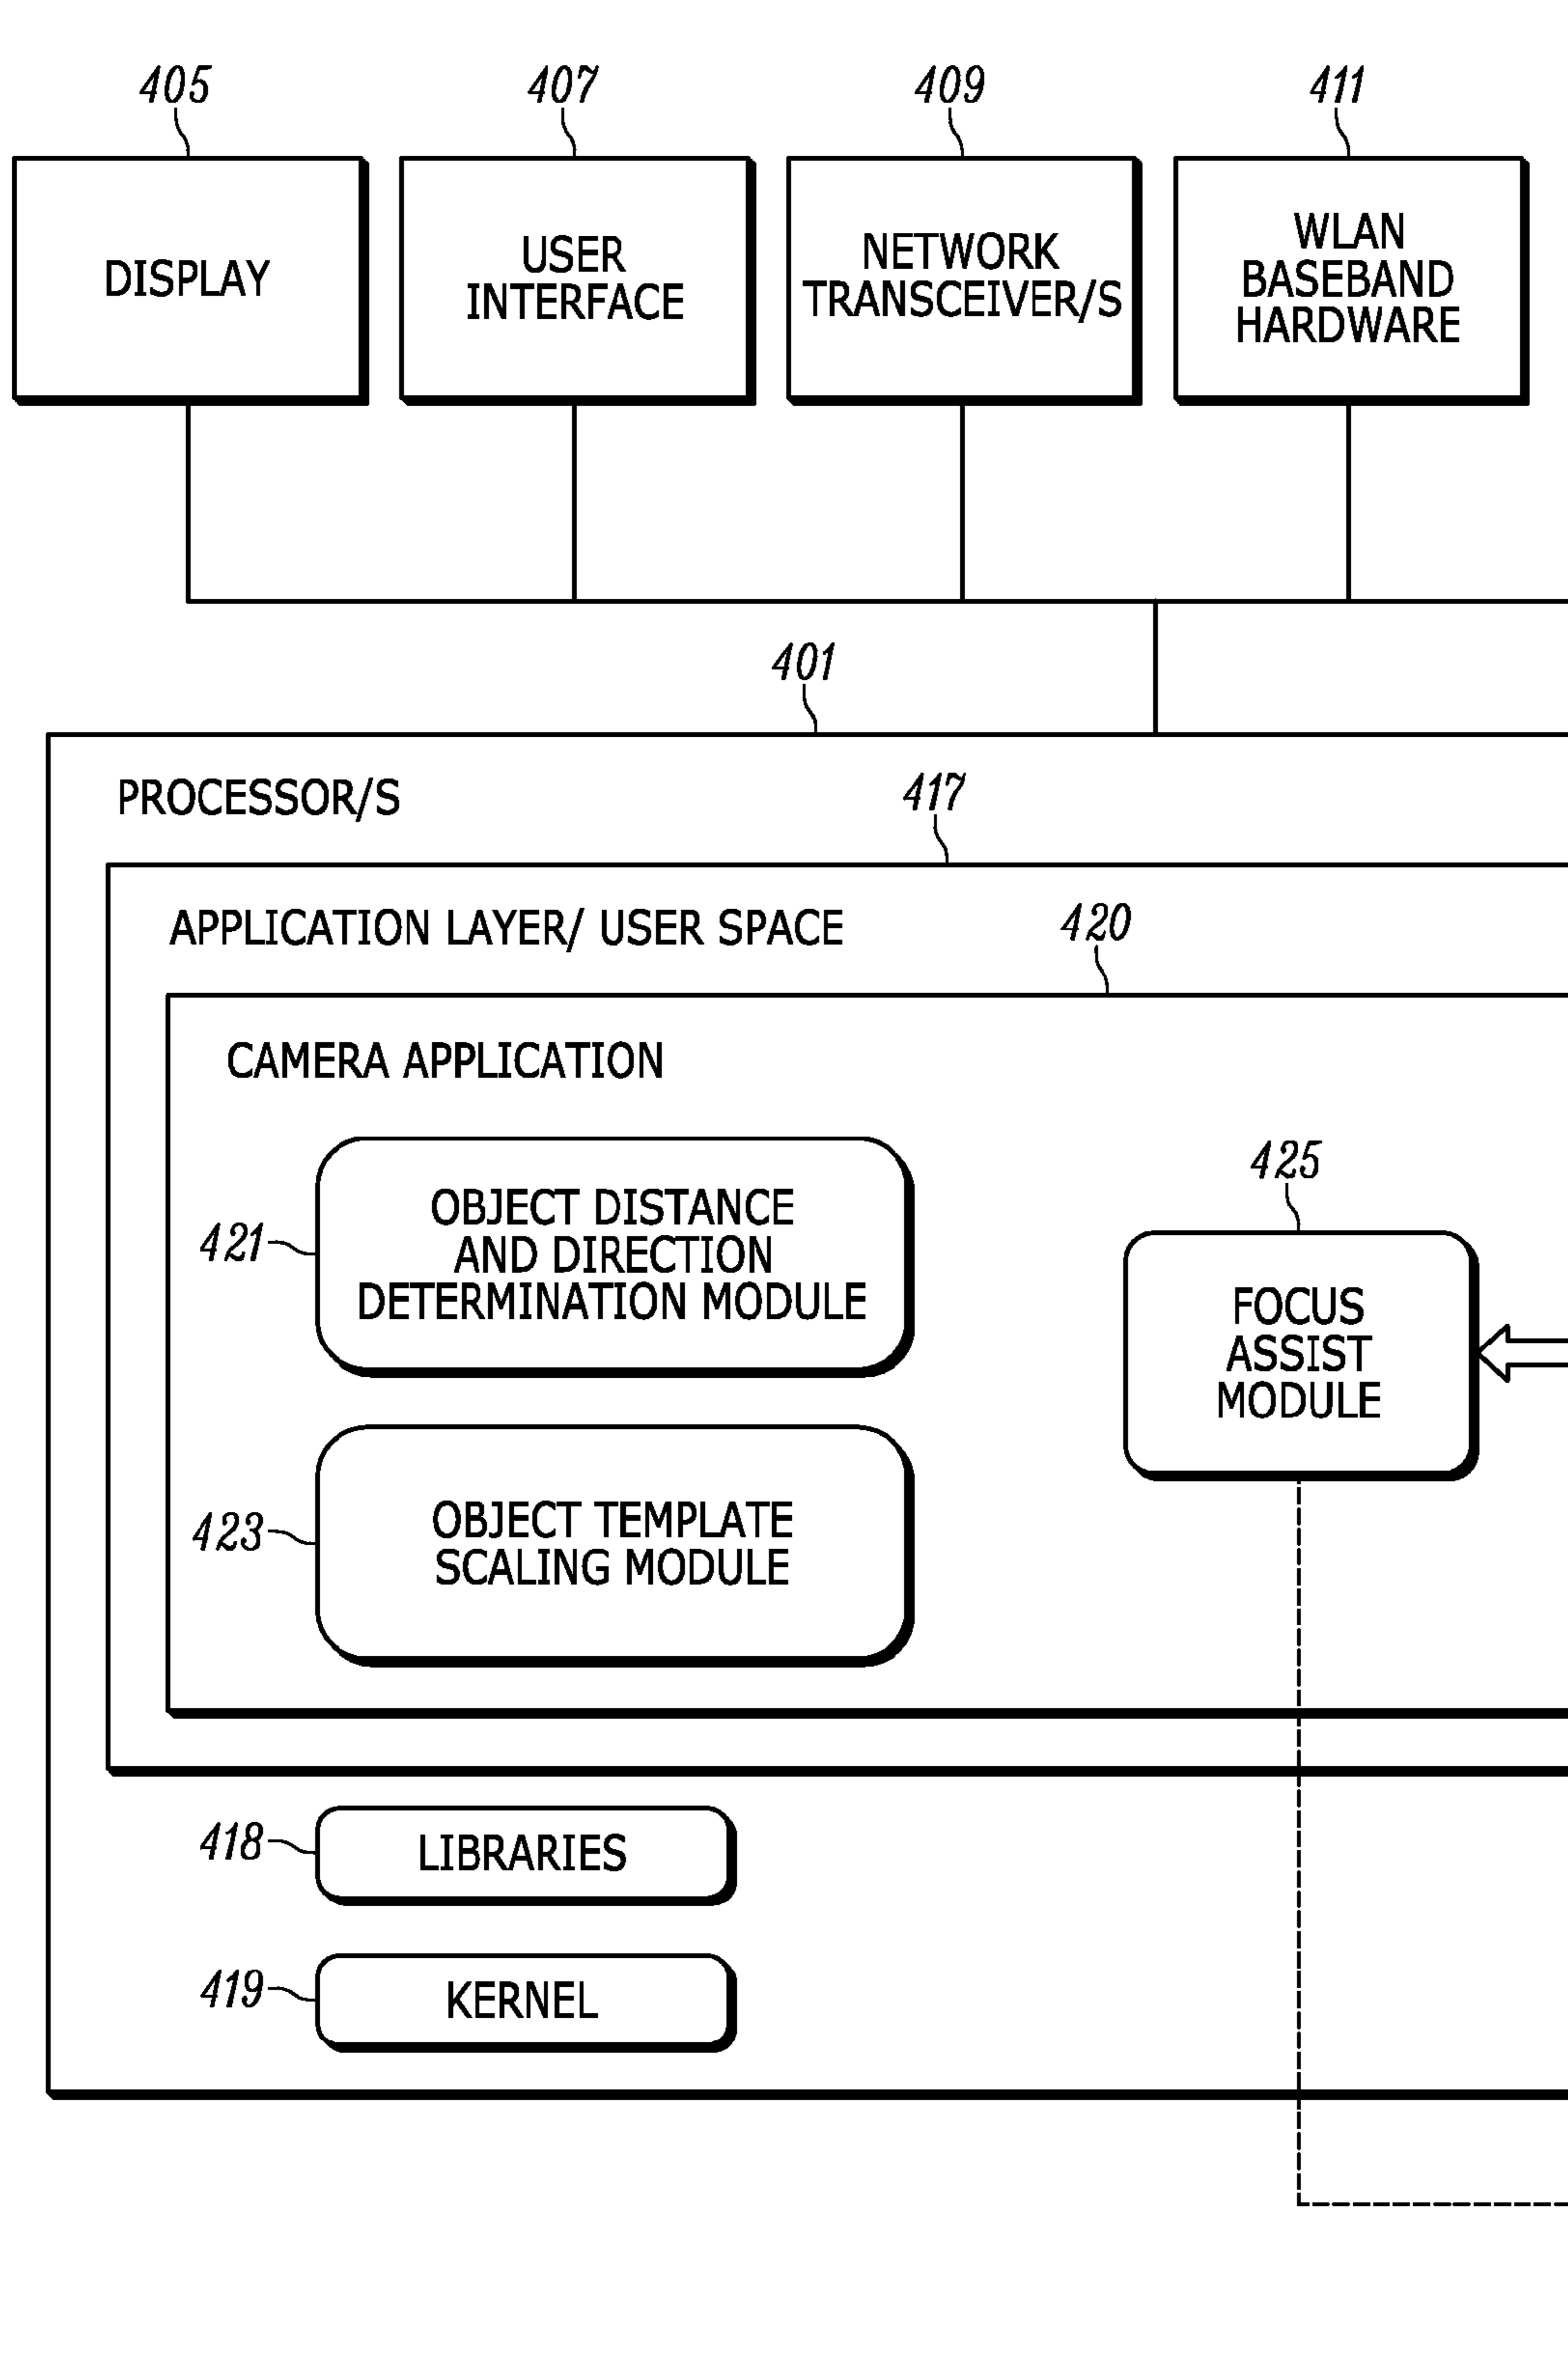 405
407
409
411
DISPLAY
USER
INTERFACE
NETWORK
TRANSCEIVER/S
WLAN
BASEBAND
HARDWARE
401
PROCESSOR/S
417
APPLICATION LAYER/ USER SPACE
420
CAMERA APPLICATION
421
OBJECT DISTANCE
AND DIRECTION
DETERMINATION MODULE
425
FOCUS
ASSIST
MODULE
423
OBJECT TEMPLATE
SCALING MODULE
418
LIBRARIES
419
KERNEL